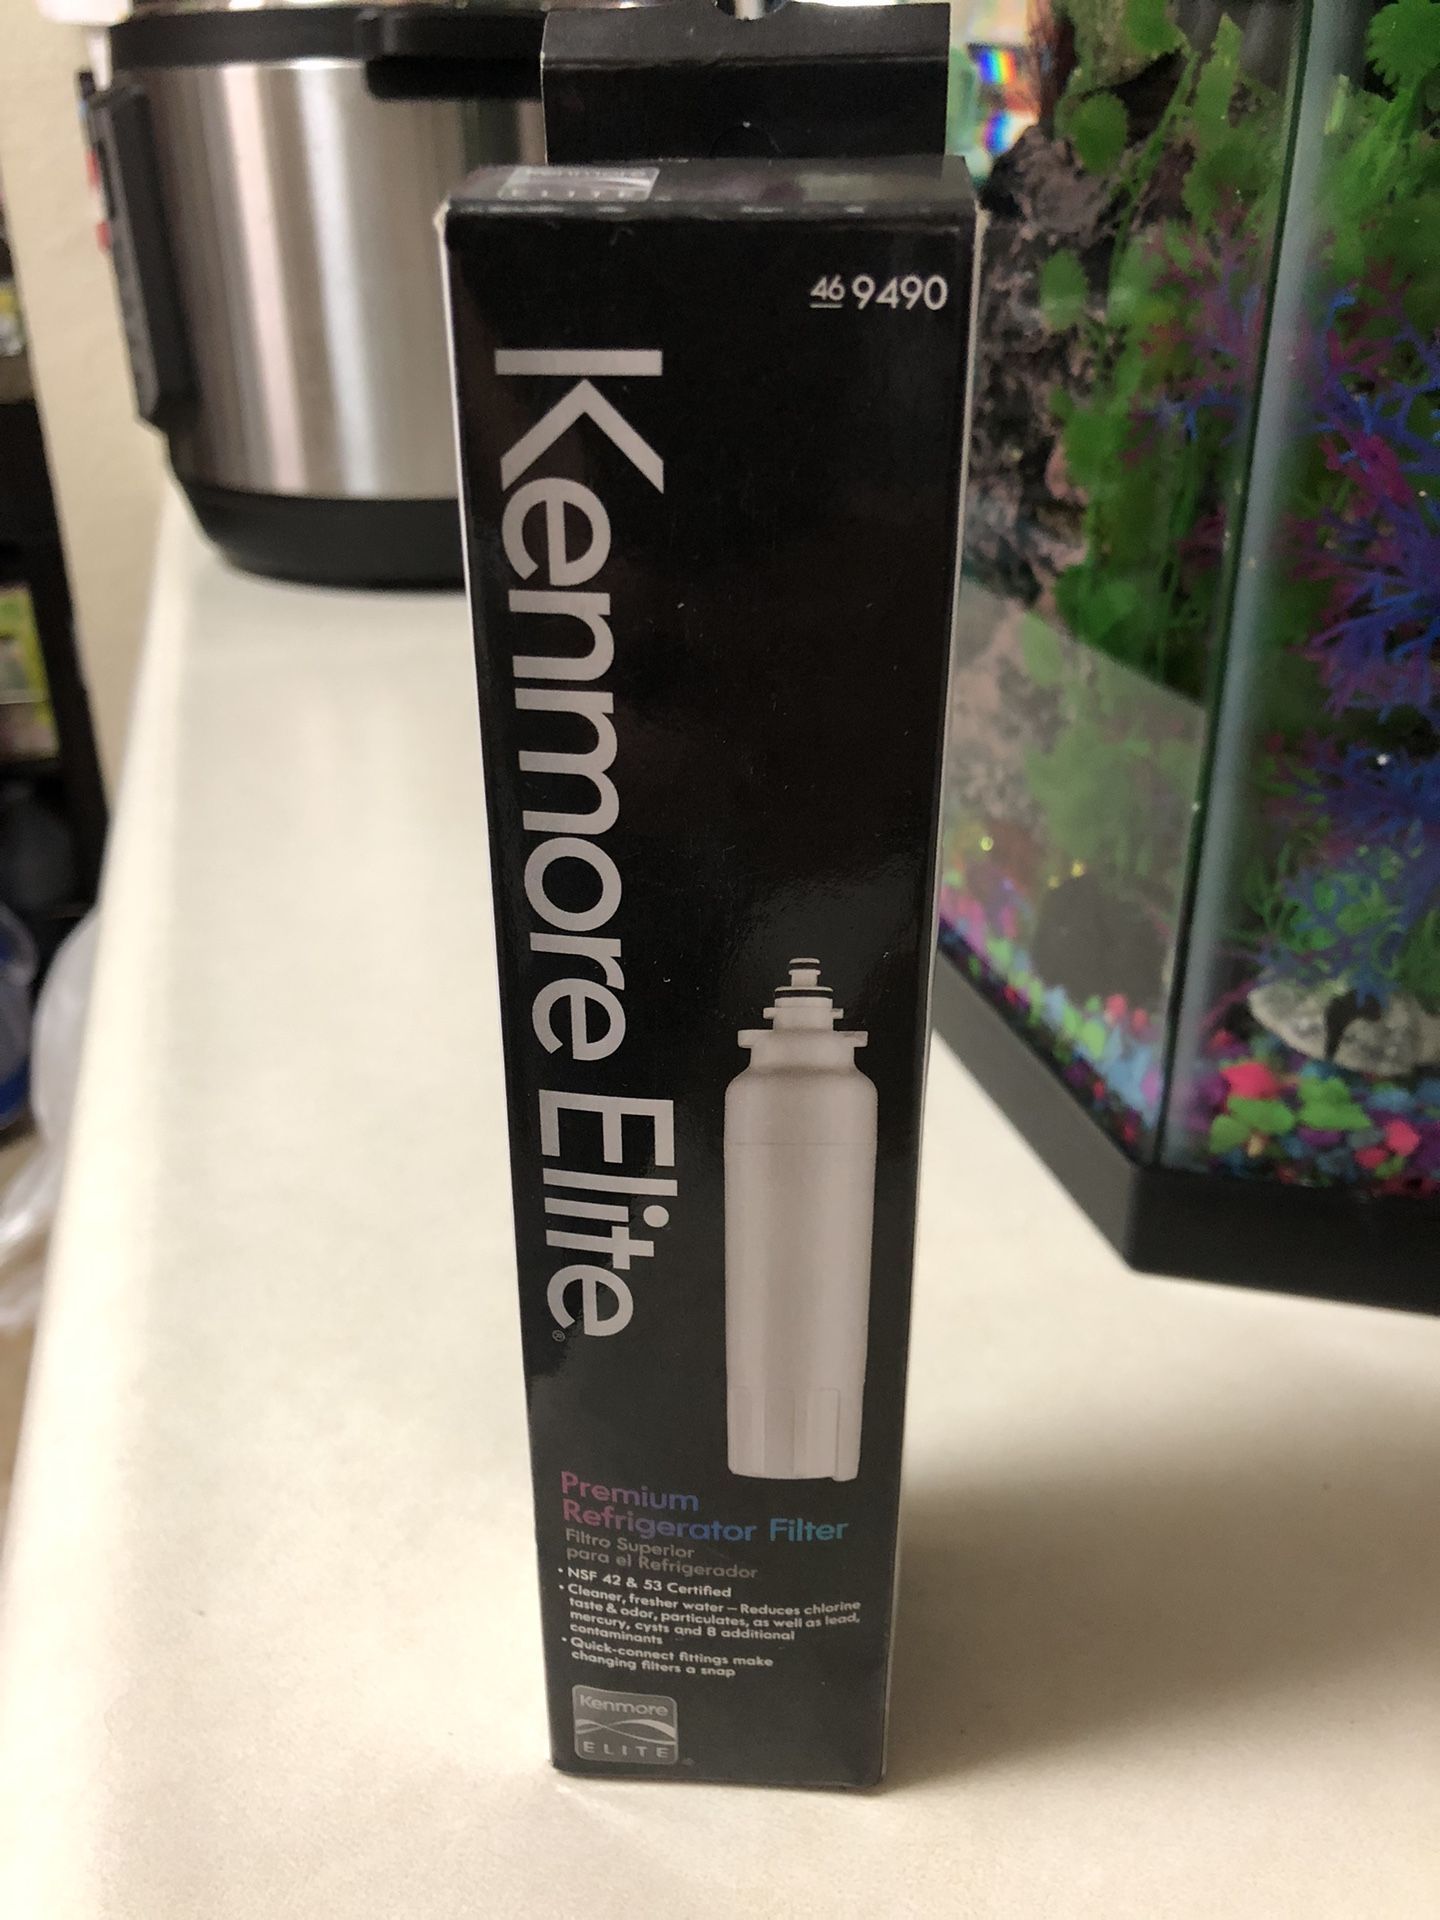 46 9490
Kenmore Elite®
Premium
Refrigerator Filter
Filtro Superior
para el Refrigerador
• NSF 42 & 53 Certified
• Cleaner, fresher water – Reduces chlorine
taste & odor, particulates, as well as lead,
mercury, cysts and 8 additional
contaminants
• Quick-connect fittings make
changing filters a snap
Kenmore
ELITE